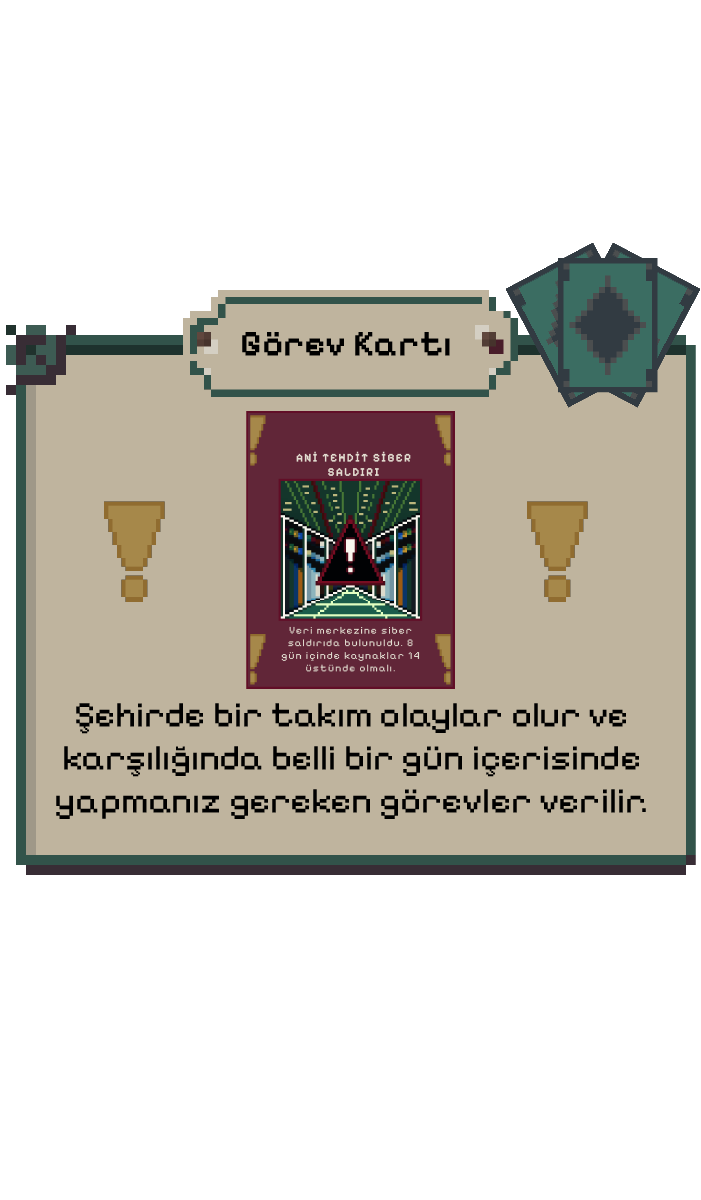 Görev Kartı
ANİ TEHDİT SİBER
SALDIRI
Veri merkezine siber
saldırıda bulunuldu. 8
gün içinde kaynaklar 14
üstünde olmalı.
Şehirde bir takım olaylar olur ve
karşılığında belli bir gün içerisinde
yapmanız gereken görevler verilir.